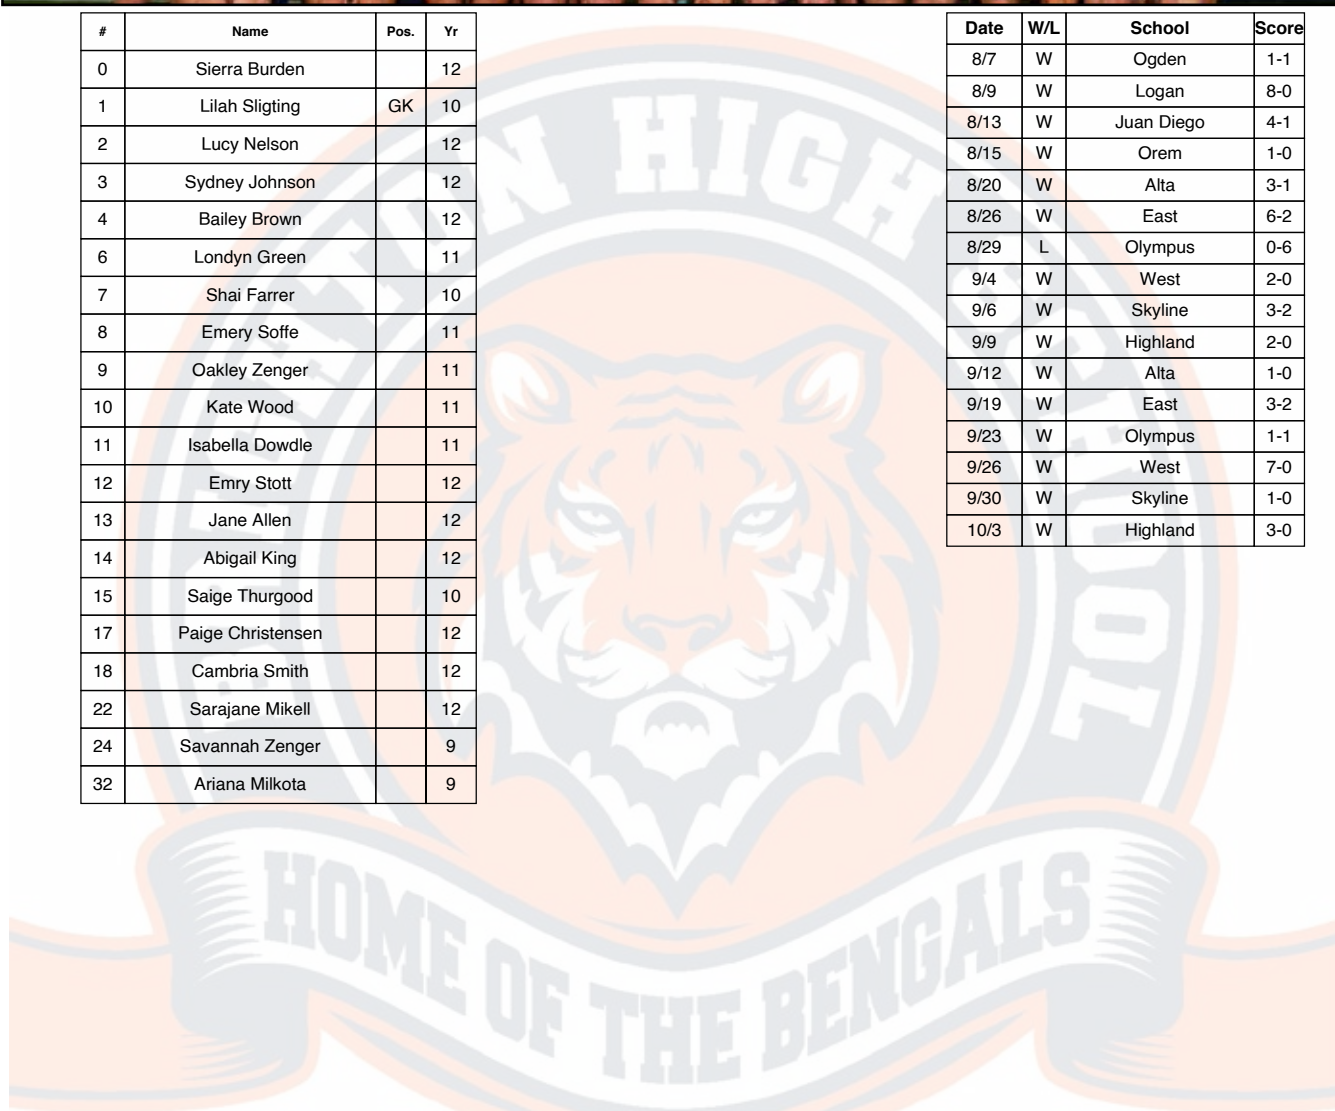 # Name Pos. Yr
0 Sierra Burden 12
1 Lilah Sligting GK 10
2 Lucy Nelson 12
3 Sydney Johnson 12
4 Bailey Brown 12
6 Londyn Green 11
7 Shai Farrer 10
8 Emery Soffe 11
9 Oakley Zenger 11
10 Kate Wood 11
11 Isabella Dowdle 11
12 Emry Stott 12
13 Jane Allen 12
14 Abigail King 12
15 Saige Thurgood 10
17 Paige Christensen 12
18 Cambria Smith 12
22 Sarajane Mikell 12
24 Savannah Zenger 9
32 Ariana Milkota 9
Date W/L School Score
8/7 W Ogden 1-1
8/9 W Logan 8-0
8/13 W Juan Diego 4-1
8/15 W Orem 1-0
8/20 W Alta 3-1
8/26 W East 6-2
8/29 L Olympus 0-6
9/4 W West 2-0
9/6 W Skyline 3-2
9/9 W Highland 2-0
9/12 W Alta 1-0
9/19 W East 3-2
9/23 W Olympus 1-1
9/26 W West 7-0
9/30 W Skyline 1-0
10/3 W Highland 3-0
BRIGHTON HIGH SCHOOL
HOME OF THE BENGALS